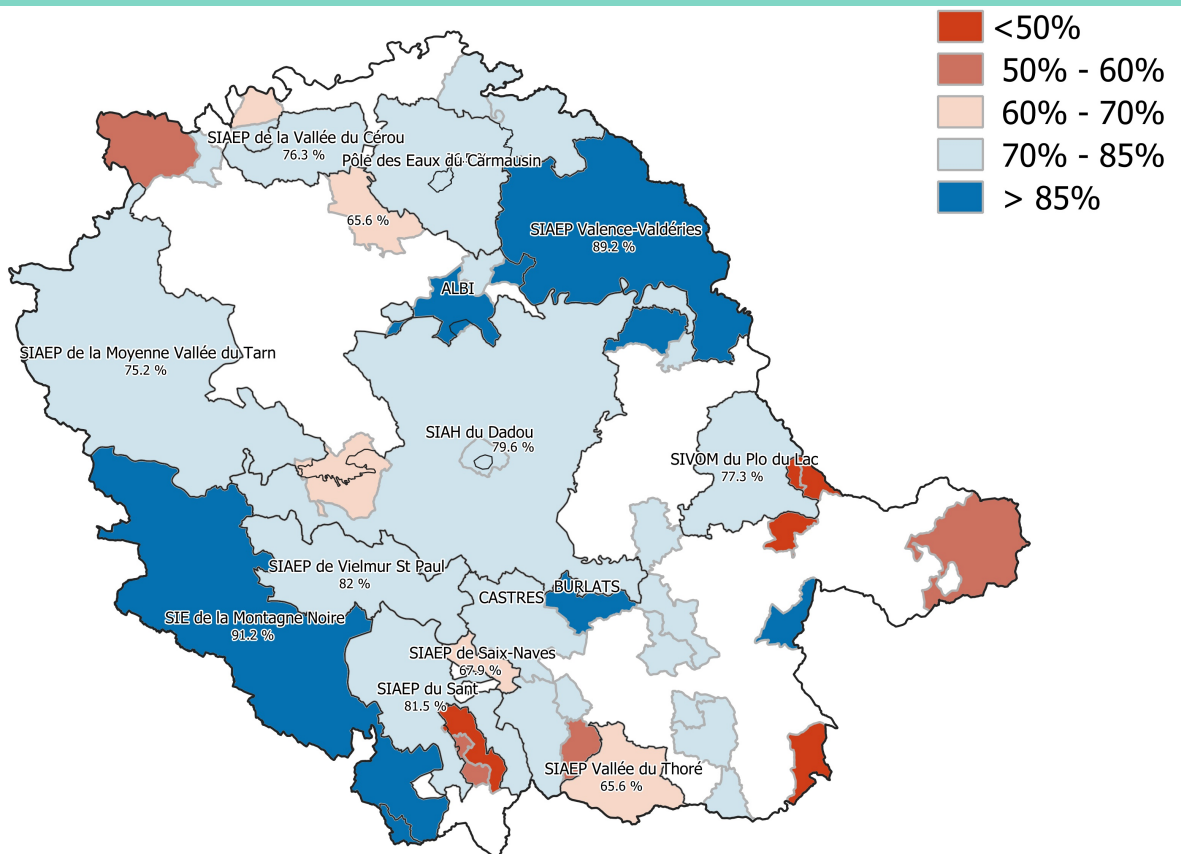 <50%
50% - 60%
60% - 70%
70% - 85%
> 85%
SIAEP de la Vallée du Cérou
76.3 %
Pôle des Eaux du Carmausin
65.6 %
SIAEP Valence-Valdéries
89.2 %
ALBI
SIAEP de la Moyenne Vallée du Tarn
75.2 %
SIAH du Dadou
79.6 %
SIVOM du Plo du Lac
77.3 %
SIAEP de Vielmur St Paul
82 %
CASTRES
BURLATS
SIE de la Montagne Noire
91.2 %
SIAEP de Saix-Naves
67.9 %
SIAEP du Sant
81.5 %
SIAEP Vallée du Thoré
65.6 %